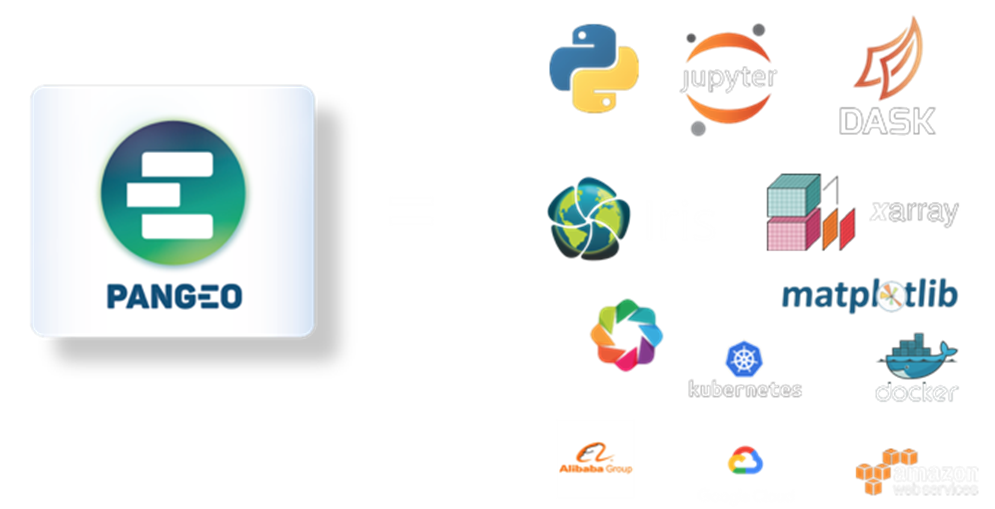 PANGEO
jupyter
DASK
xarray
matplotlib
kubernetes
docker
Alibaba Group
amazon
web services